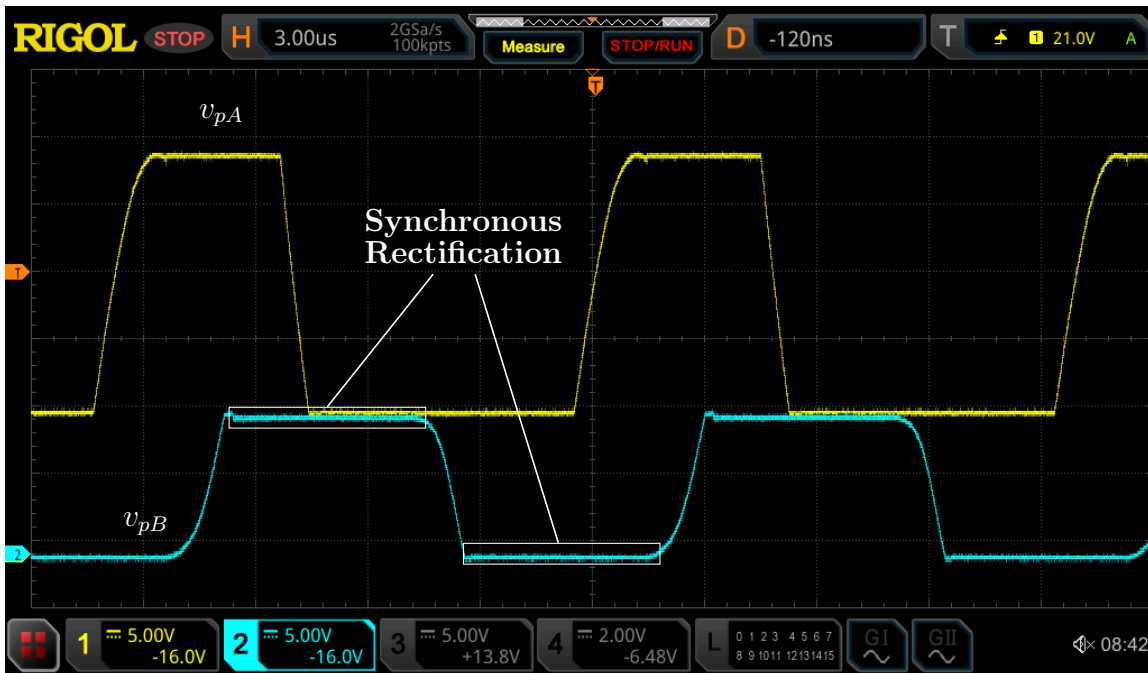 RIGOL STOP H 3.00us 2GSa/s 100kpts Measure STOP/RUN D -120ns T 1 21.0V A
T
v_pA
Synchronous
Rectification
T
v_pB
2
1 5.00V -16.0V 2 5.00V -16.0V 3 5.00V +13.8V 4 2.00V -6.48V L 0 1 2 3 4 5 6 7 GI GII 08:42
8 9 10 11 12 13 14 15